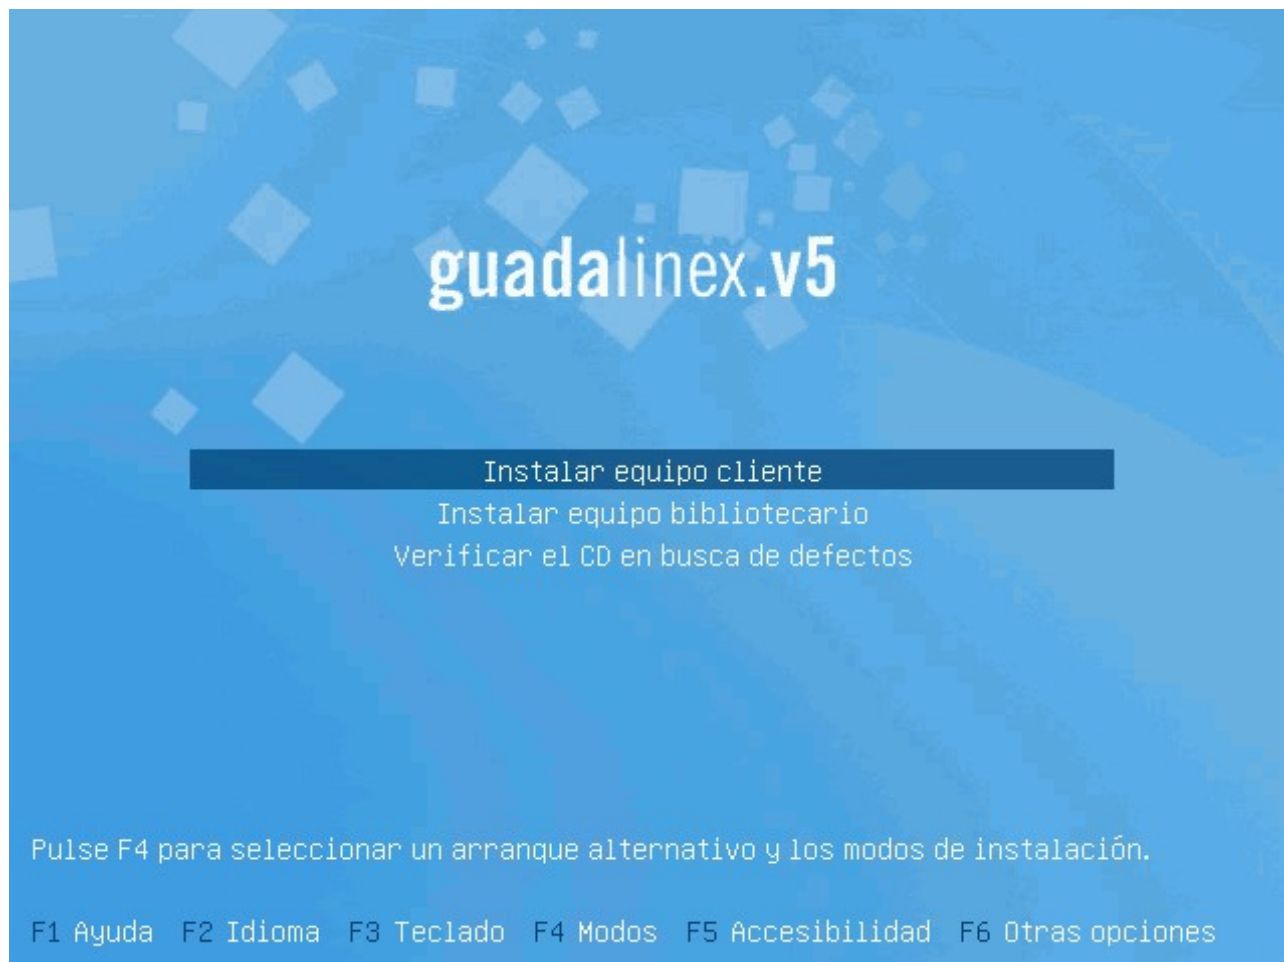 guadalinex.v5
Instalar equipo cliente
Instalar equipo bibliotecario
Verificar el CD en busca de defectos
Pulse F4 para seleccionar un arranque alternativo y los modos de instalación.
F1 Ayuda F2 Idioma F3 Teclado F4 Modos F5 Accesibilidad F6 Otras opciones